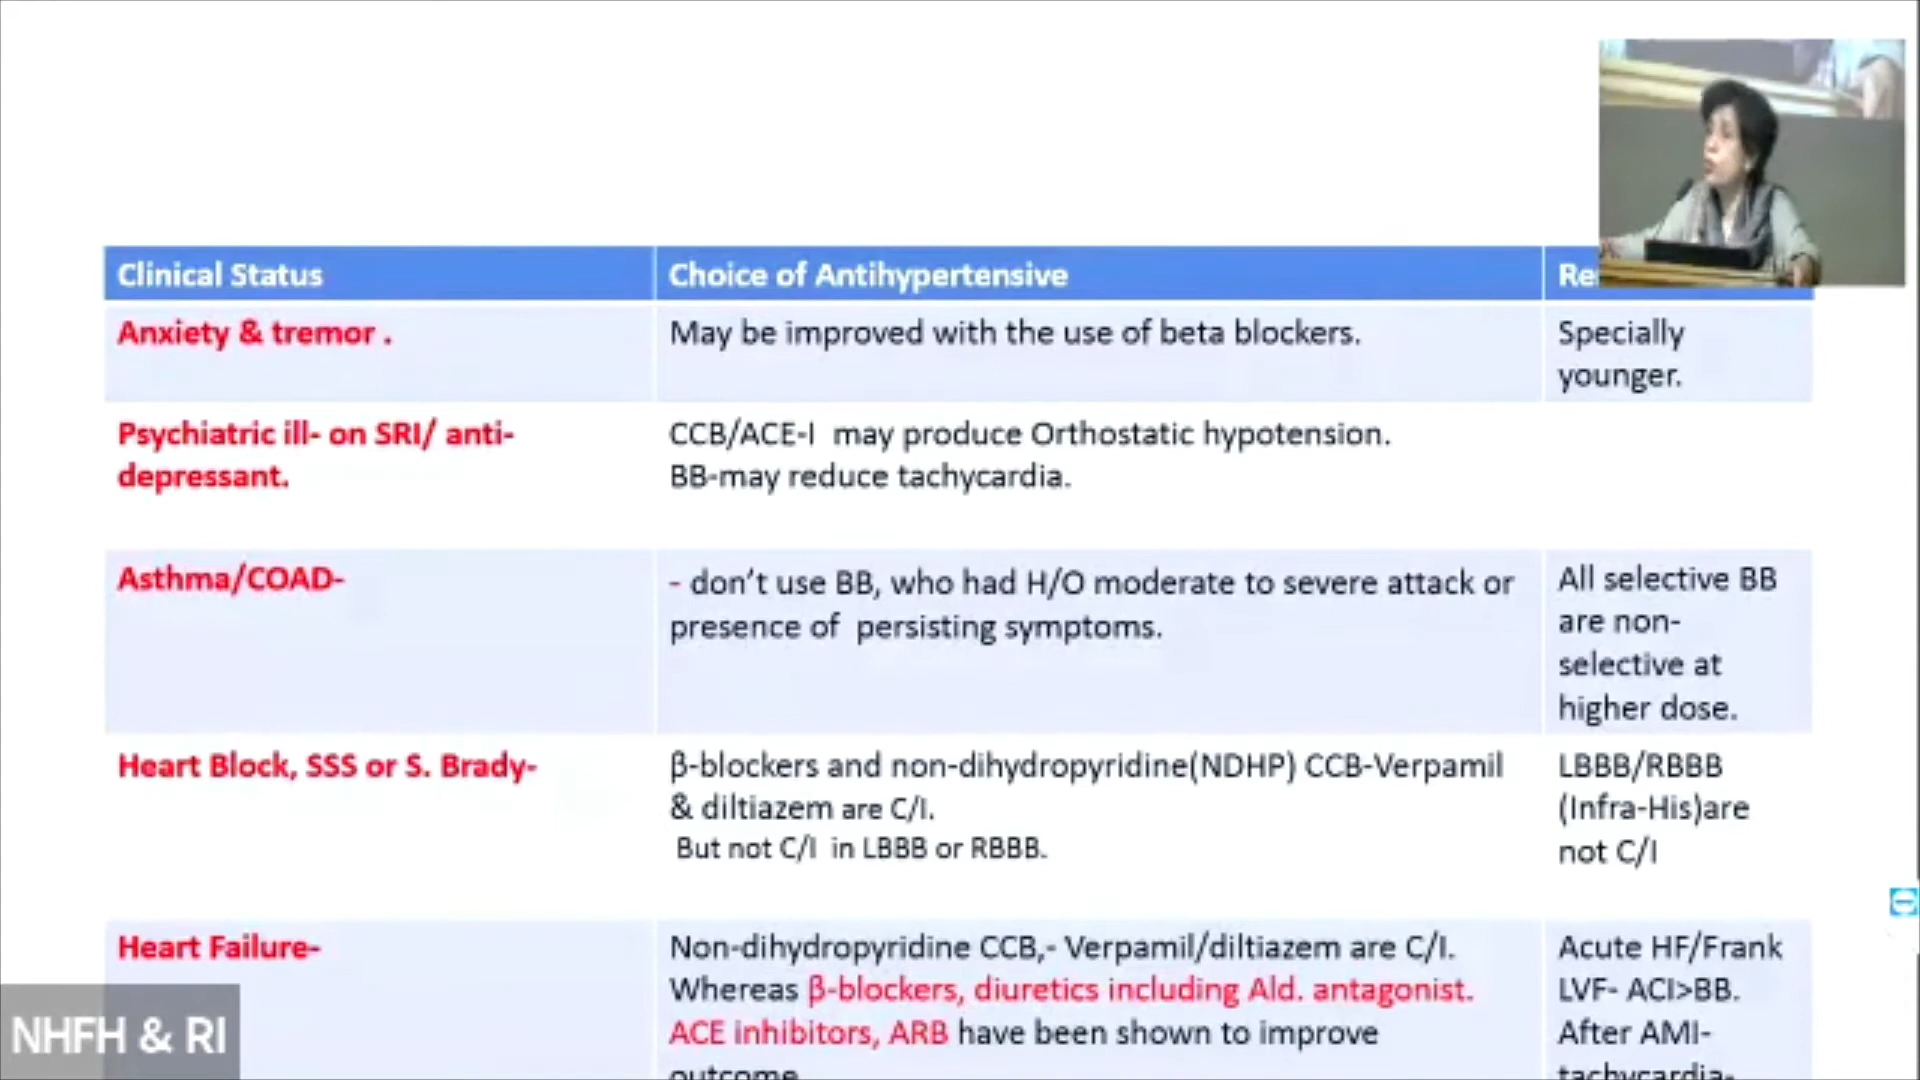 Clinical Status
Choice of Antihypertensive
Anxiety & tremor .
May be improved with the use of beta blockers.
Specially
younger.
Psychiatric ill- on SRI/ anti-
depressant.
CCB/ACE-I  may produce Orthostatic hypotension.
BB-may reduce tachycardia.
Asthma/COAD-
- don’t use BB, who had H/O moderate to severe attack or
presence of  persisting symptoms.
All selective BB
are non-
selective at
higher dose.
Heart Block, SSS or S. Brady-
β-blockers and non-dihydropyridine(NDHP) CCB-Verpamil
& diltiazem are C/I.
But not C/I  in LBBB or RBBB.
LBBB/RBBB
(Infra-His)are
not C/I
Heart Failure-
Non-dihydropyridine CCB,- Verpamil/diltiazem are C/I.
Whereas β-blockers, diuretics including Ald. antagonist.
ACE inhibitors, ARB have been shown to improve
outcome
Acute HF/Frank
LVF- ACI>BB.
After AMI-
tachycardia-
NHFH & RI